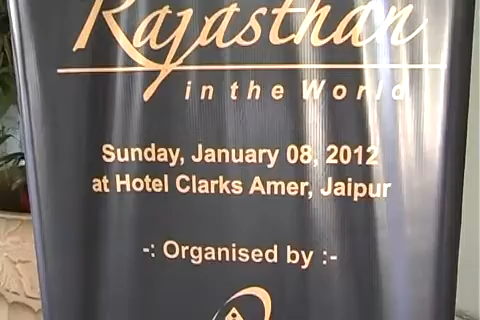 Rajasthan
in the World
Sunday, January 08, 2012
at Hotel Clarks Amer, Jaipur
-: Organised by :-